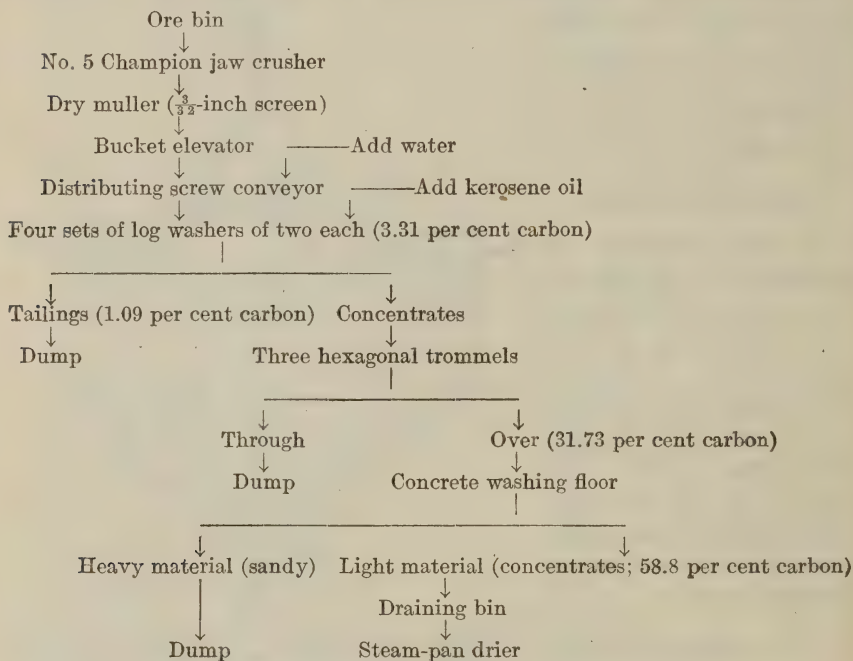 Ore bin
No. 5 Champion jaw crusher
Dry muller (3/32-inch screen)
Bucket elevator Add water
Distributing screw conveyor Add kerosene oil
Four sets of log washers of two each (3.31 per cent carbon)
Tailings (1.09 per cent carbon) Concentrates
Dump Three hexagonal trommels
Through Over (31.73 per cent carbon)
Dump Concrete washing floor
Heavy material (sandy) Light material (concentrates; 58.8 per cent carbon)
Draining bin
Dump Steam-pan drier